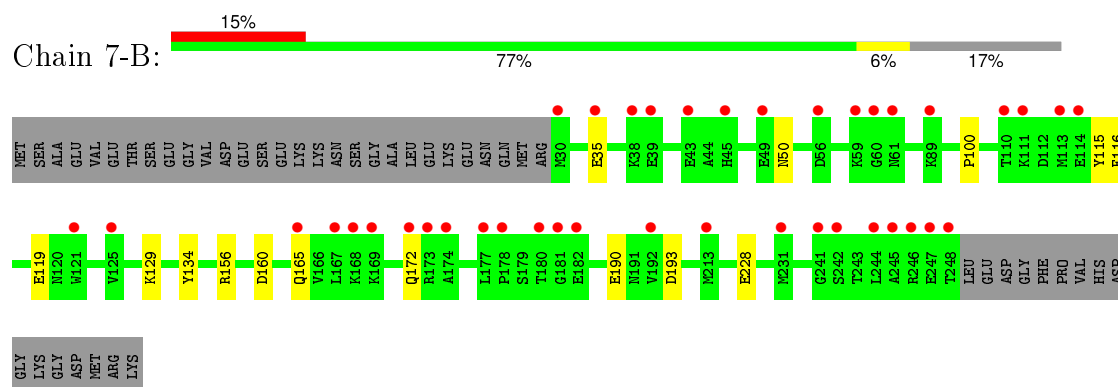 15%
Chain 7-B:
77% 6% 17%
MET SER ALA GLU VAL GLU THR SER GLU GLY VAL ASP GLU SER GLU LYS LYS ASN SER GLY ALA LEU GLU LYS GLU ASN GLN MET ARG M30 E35 K38 E39 E43 A44 H45 E49 N50 D56 K59 G60 N61 K89 P100 T110 K111 D112 M113 E114 Y115 F116
E119 N120 W121 V125 K129 Y134 R156 D160 Q165 V166 L167 K168 K169 Q172 R173 A174 L177 P178 S179 T180 G181 E182 E190 N191 V192 D193 M213 E228 M231 G241 S242 T243 L244 A245 R246 E247 T248 LEU GLU ASP GLY PHE PRO VAL HIS ASP
GLY LYS GLY ASP MET ARG LYS